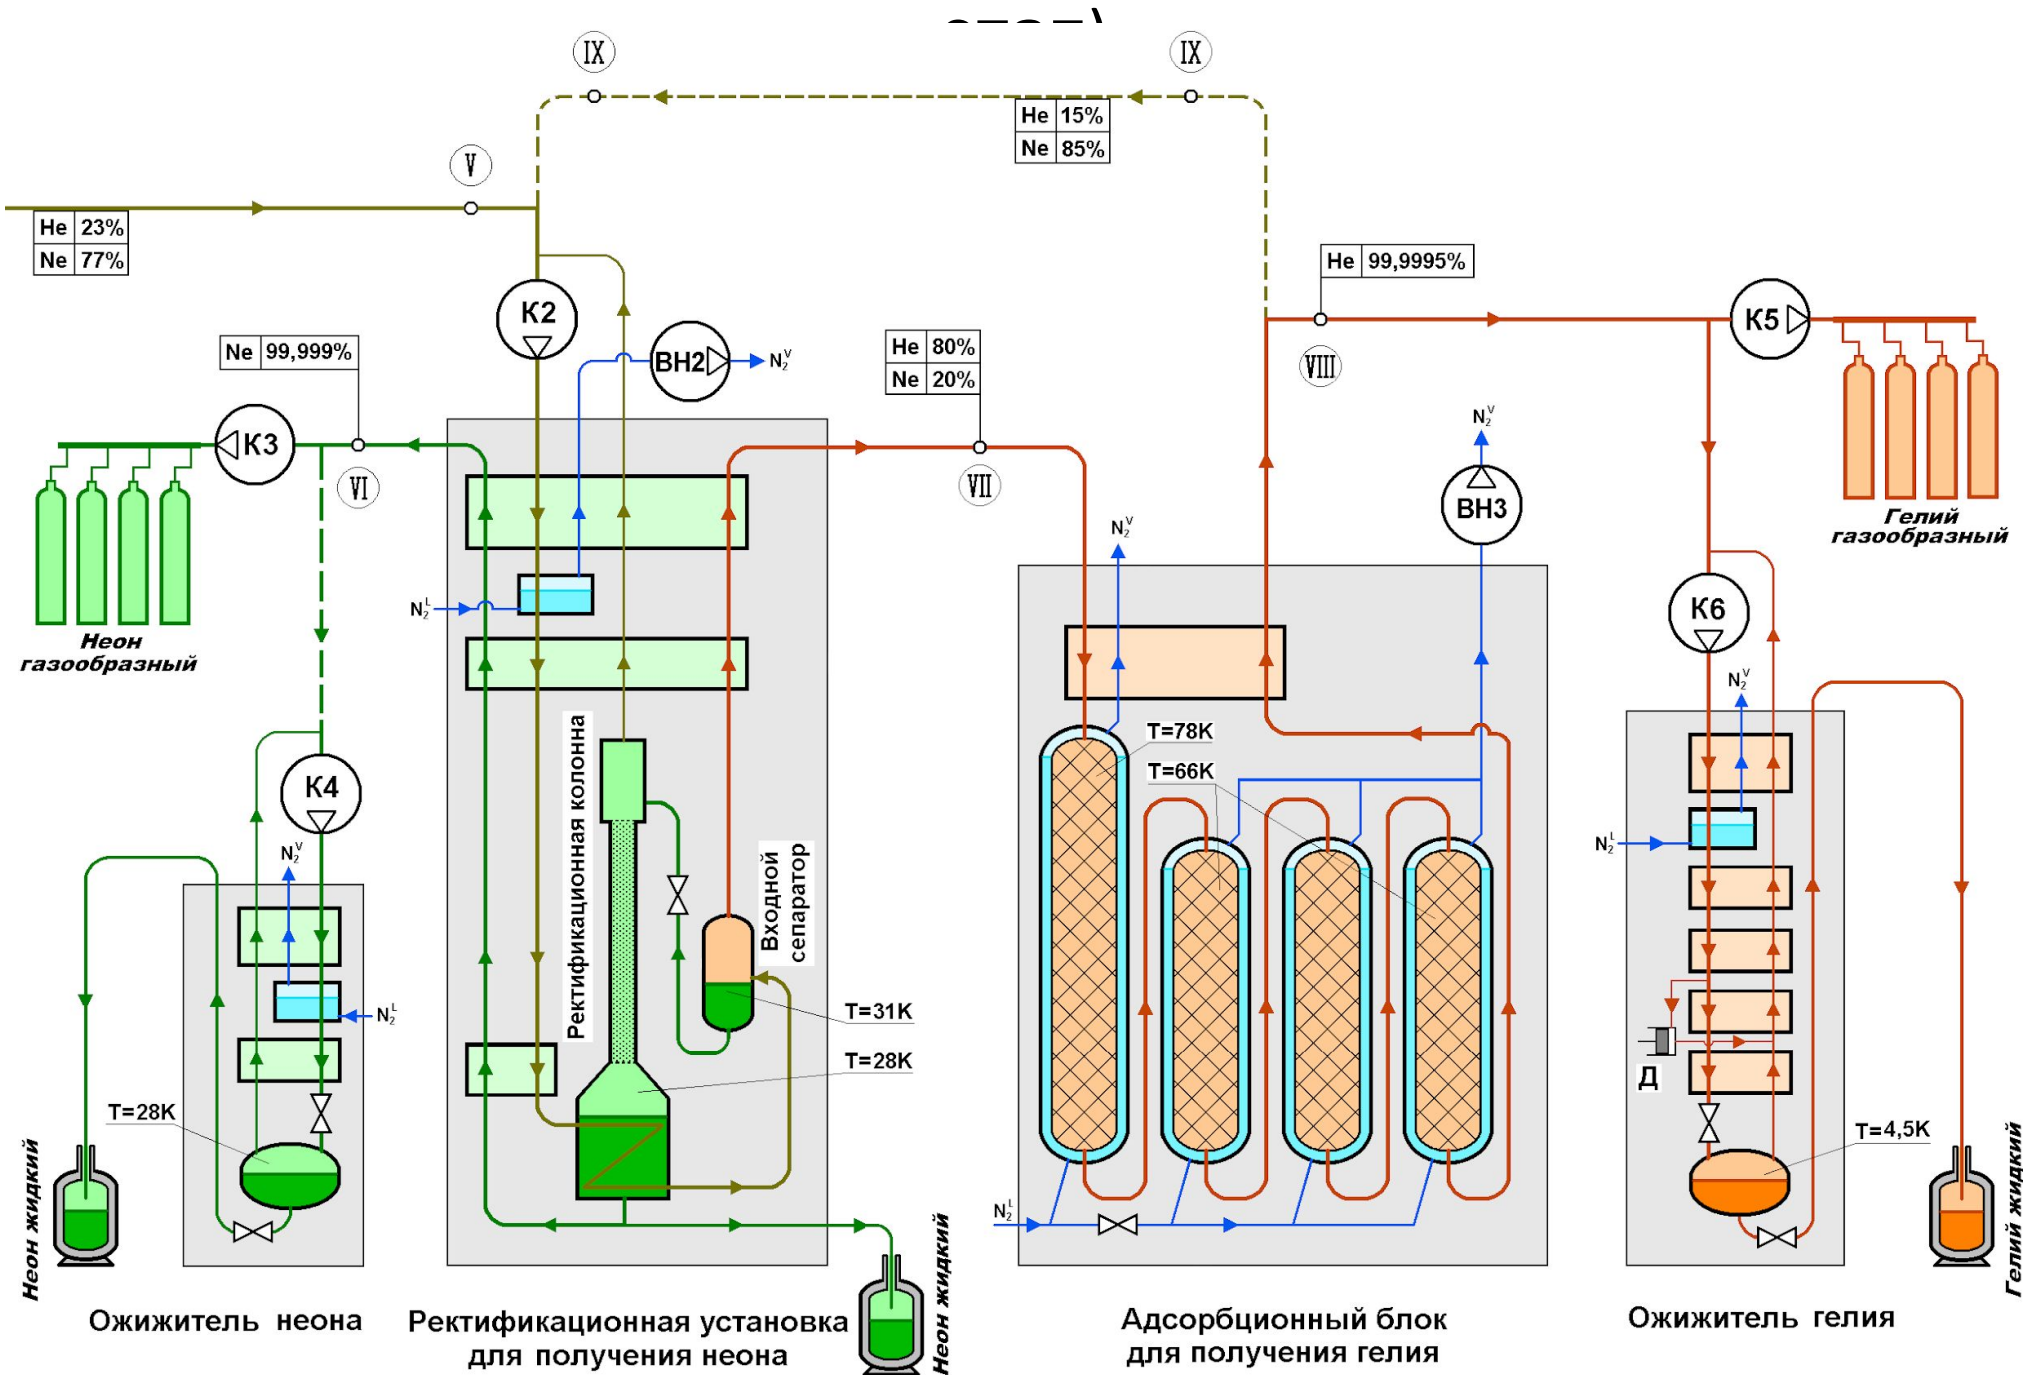 IX
IX
He 15%
Ne 85%
V
He 23%
Ne 77%
He 99,9995%
K2
K5
Ne 99,999%
He 80%
Ne 20%
BH2
N₂ⱽ
VIII
K3
VI
VII
N₂ⱽ
BH3
Гелий
газообразный
N₂ⱽ
N₂ᴸ
K6
Неон
газообразный
N₂ⱽ
Ректификационная колонна
T=78K
T=66K
K4
N₂ⱽ
Входной
сепаратор
N₂ᴸ
T=31K
N₂ᴸ
T=28K
Д
T=28K
T=4,5K
N₂ᴸ
Неон жидкий
Неон жидкий
Гелий жидкий
Ожижитель неона
Ректификационная установка
для получения неона
Адсорбционный блок
для получения гелия
Ожижитель гелия